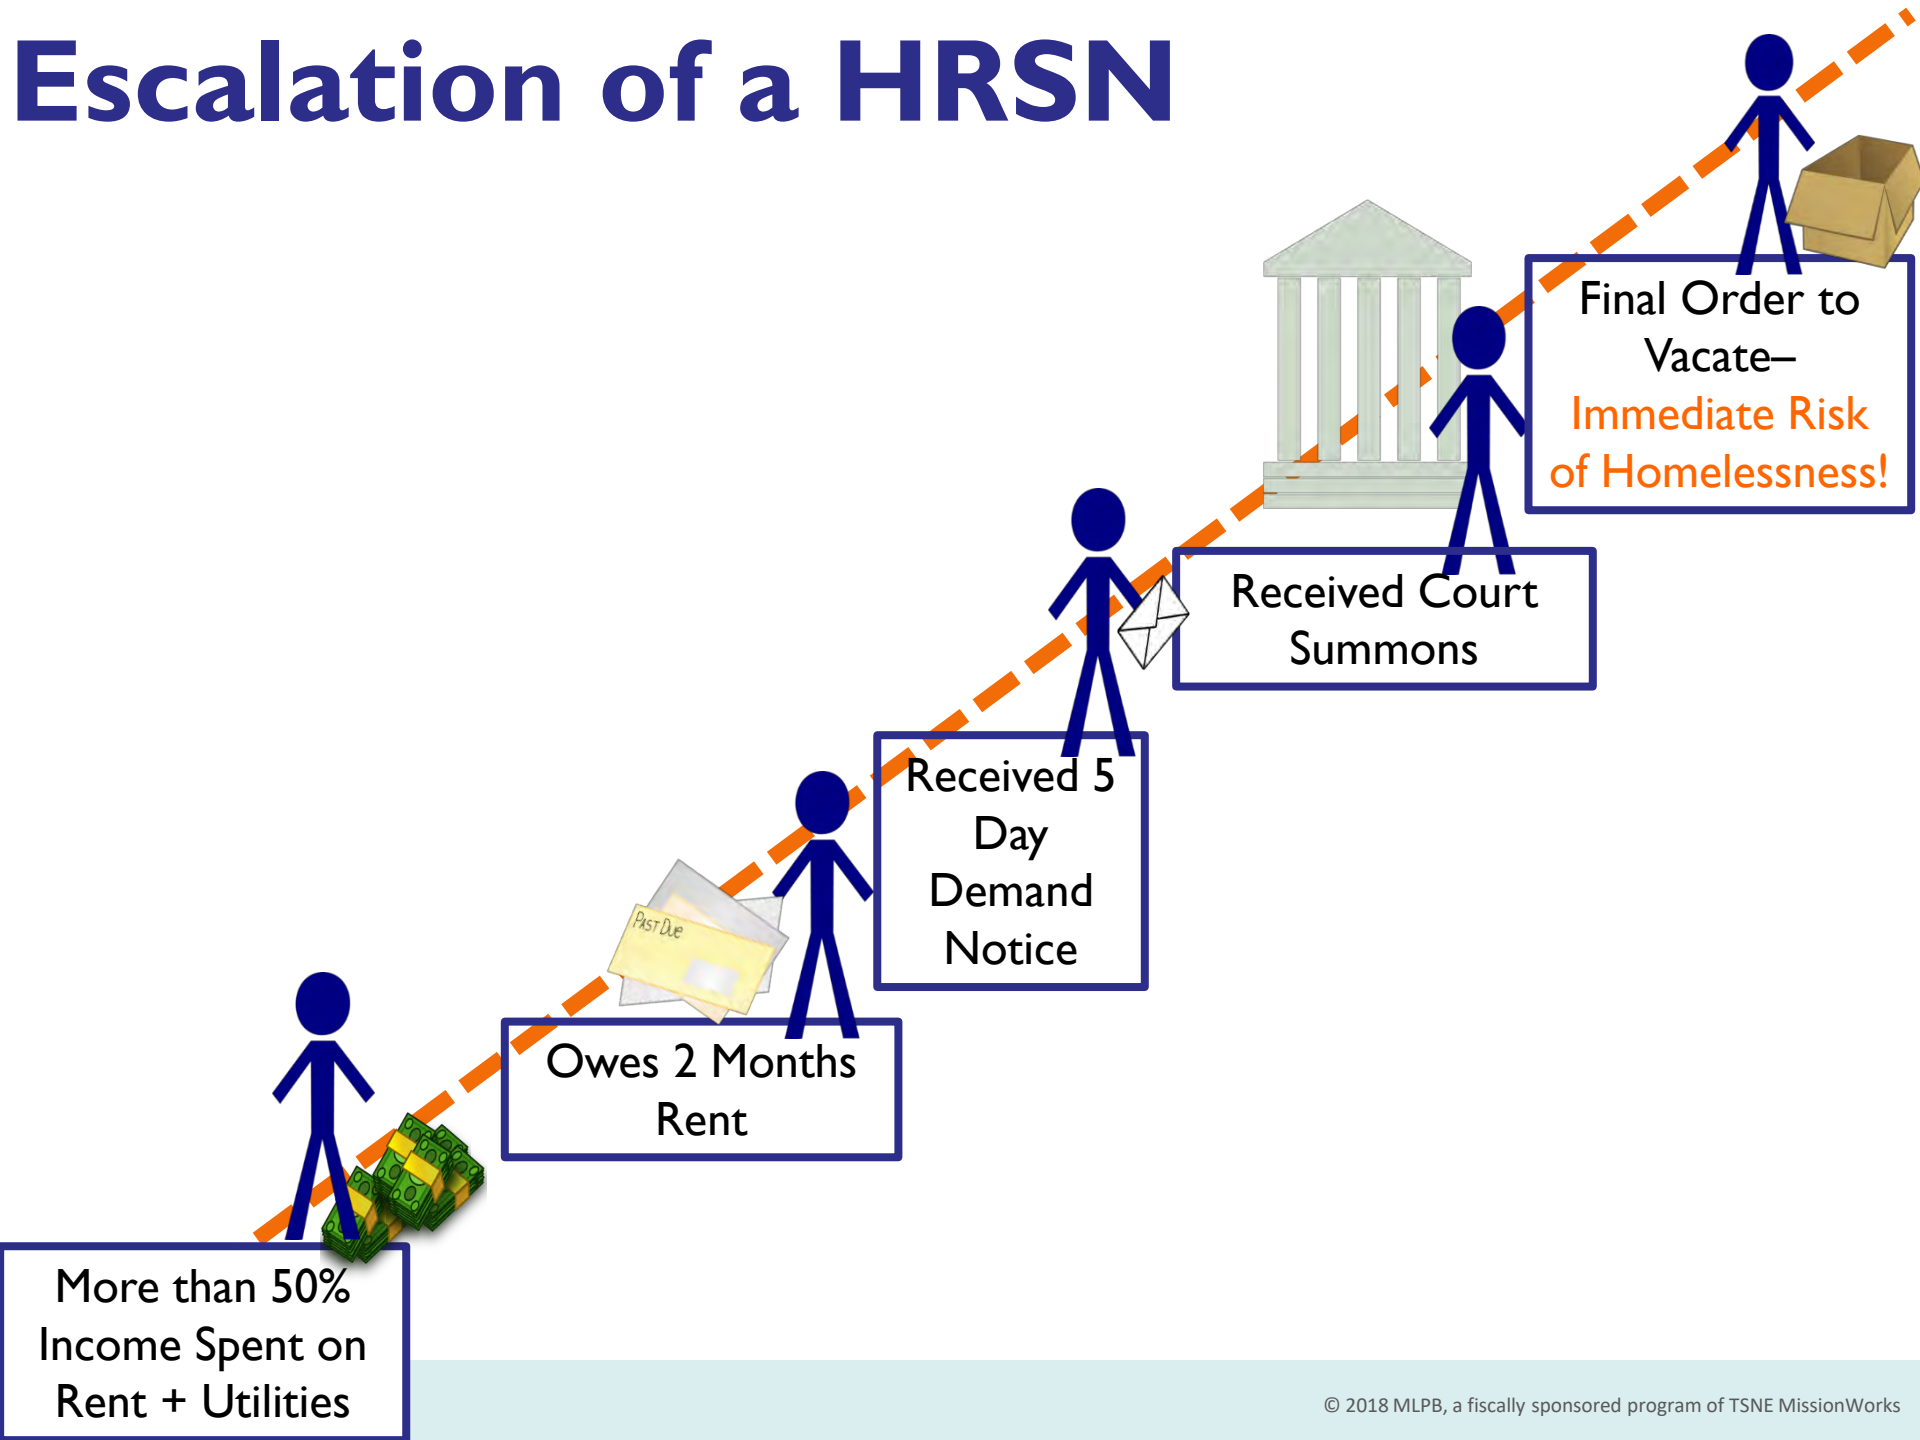 Escalation of a HRSN
Final Order to
Vacate–
Immediate Risk
of Homelessness!
Received Court
Summons
Received 5
Day
Demand
Notice
PAST DUE
Owes 2 Months
Rent
More than 50%
Income Spent on
Rent + Utilities
© 2018 MLPB, a fiscally sponsored program of TSNE MissionWorks